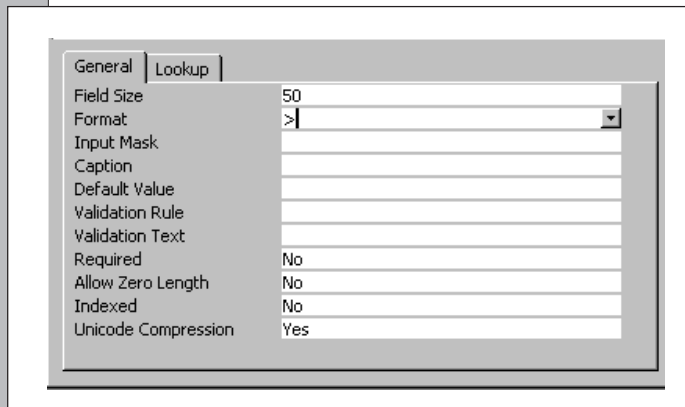 General Lookup
Field Size 50
Format >
Input Mask
Caption
Default Value
Validation Rule
Validation Text
Required No
Allow Zero Length No
Indexed No
Unicode Compression Yes